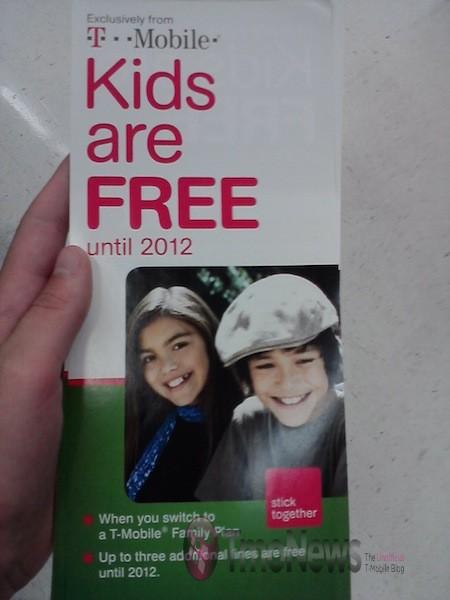 Exclusively from
T··Mobile·
Kids
are
FREE
until 2012
stick
together
When you switch to
a T-Mobile® Family Plan
Up to three additional lines are free
until 2012.
TmoNews
The Unofficial
T-Mobile Blog